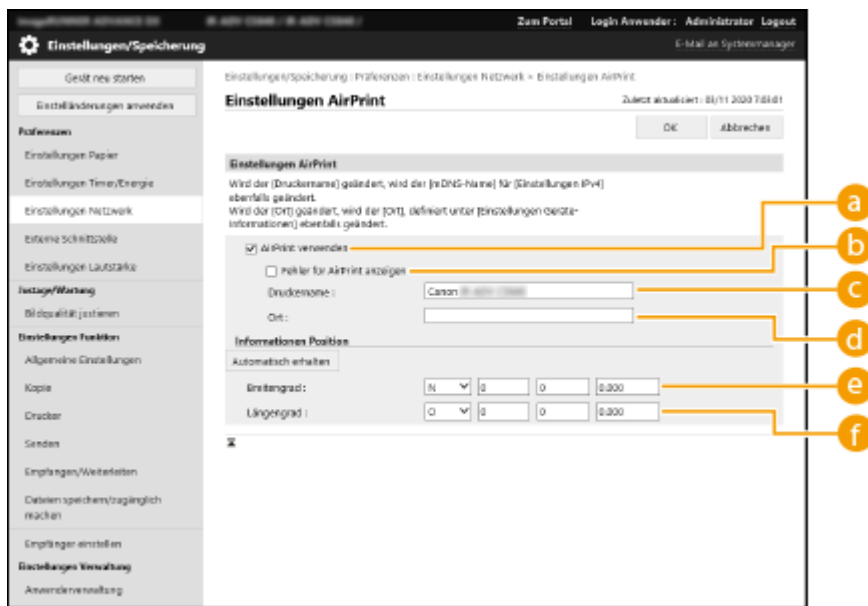 Zum Portal Login Anwender : Administrator Logout
Einstellungen/Speicherung
E-Mail an Systemmanager
Gerät neu starten
Einstelländerungen anwenden
Präferenzen
Einstellungen Papier
Einstellungen Timer/Energie
Einstellungen Netzwerk
Externe Schnittstelle
Einstellungen Lautstärke
Justage/Wartung
Bildqualität justieren
Einstellungen Funktion
Allgemeine Einstellungen
Kopie
Drucker
Senden
Empfangen/Weiterleiten
Dateien speichern/zugänglich
machen
Empfänger einstellen
Einstellungen Verwaltung
Anwenderverwaltung
Einstellungen/Speicherung : Präferenzen : Einstellungen Netzwerk > Einstellungen AirPrint
Einstellungen AirPrint
Zuletzt aktualisiert : 03/11 2020 7:03:01
OK
Abbrechen
Einstellungen AirPrint
Wird der [Druckername] geändert, wird der [mDNS-Name] für [Einstellungen IPv4]
ebenfalls geändert.
Wird der [Ort] geändert, wird der [Ort], definiert unter [Einstellungen Geräte-
informationen] ebenfalls geändert.
AirPrint verwenden
a
Fehler für AirPrint anzeigen
b
Druckername : Canon
c
Ort :
d
Informationen Position
Automatisch erhalten
Breitengrad : N 0 0 0.000
e
Längengrad : O 0 0 0.000
f